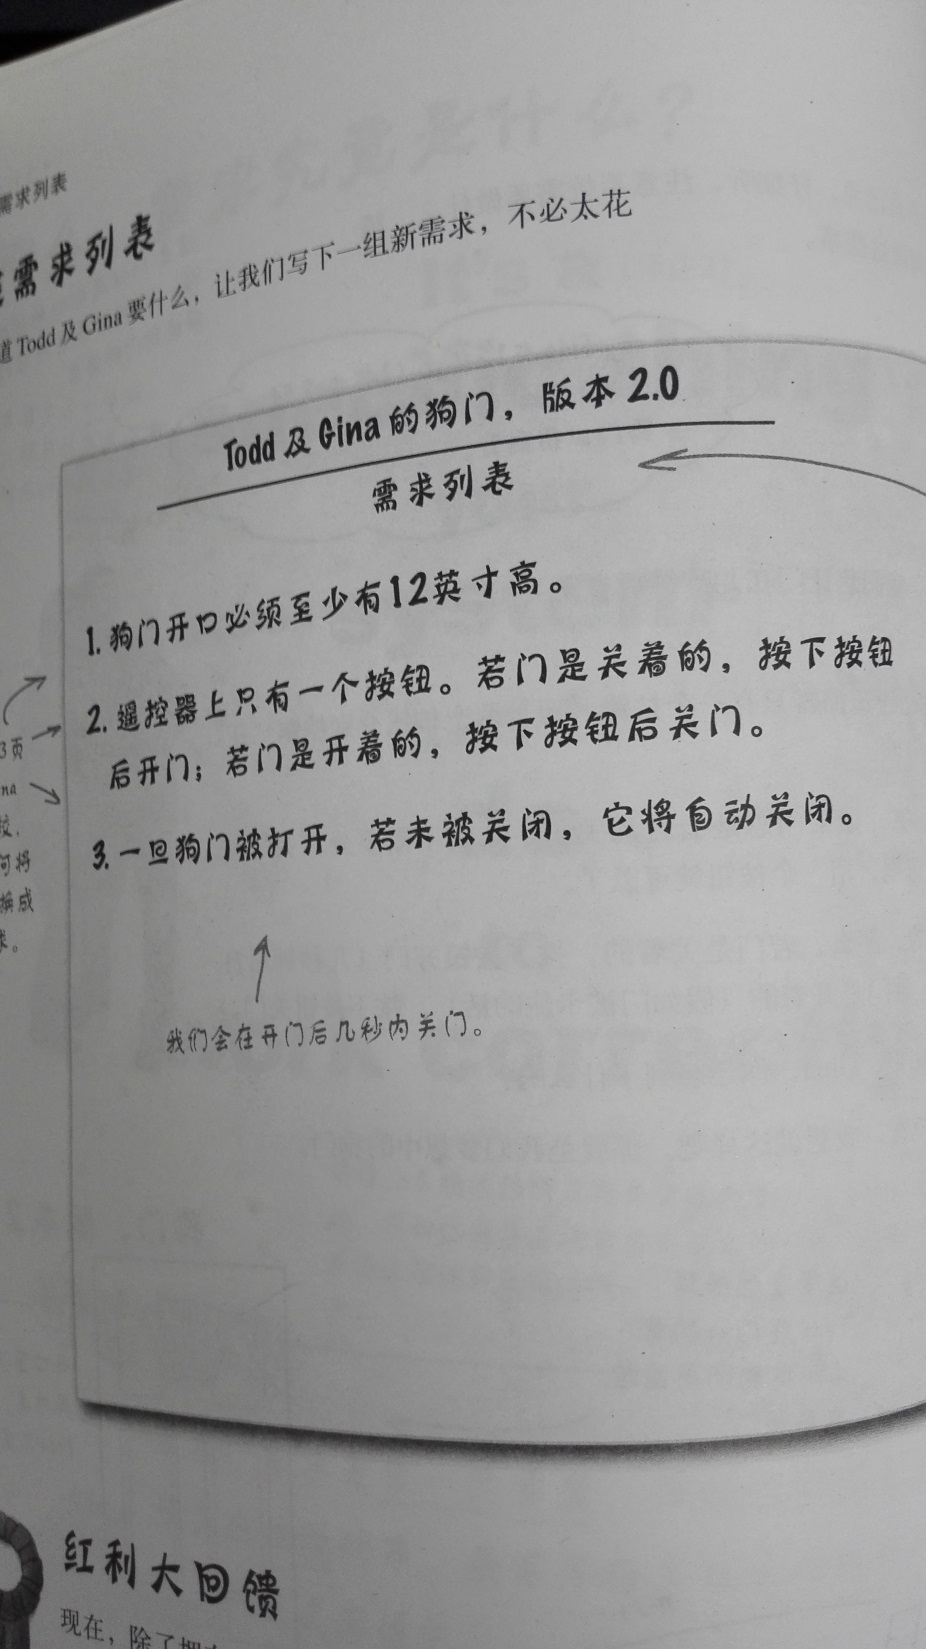 需求列表
需求列表
道 Todd 及 Gina 要什么，让我们写下一组新需求，不必太花
Todd 及 Gina 的狗门，版本 2.0
需求列表
1. 狗门开口必须至少有12英寸高。
2. 遥控器上只有一个按钮。若门是关着的，按下按钮
后开门；若门是开着的，按下按钮后关门。
3. 一旦狗门被打开，若未被关闭，它将自动关闭。
3页
na
何将
换成
我们会在开门后几秒内关门。
红利大回馈
现在，除了